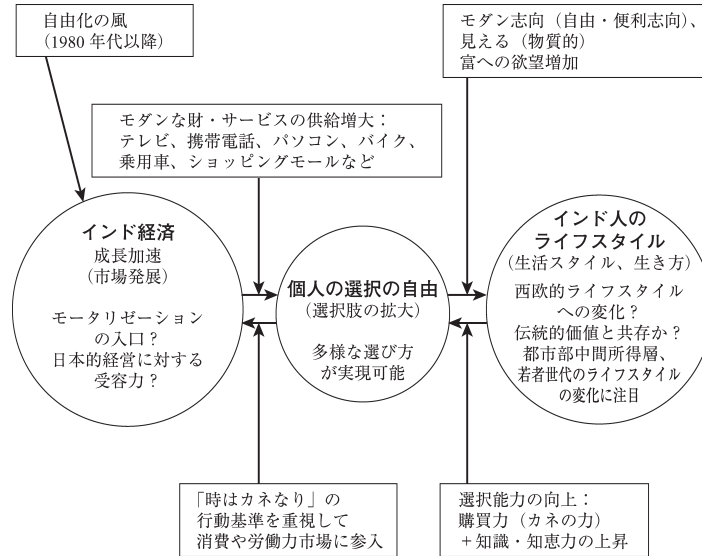 自由化の風
(1980 年代以降)
モダン志向(自由・便利志向)、
見える(物質的)
富への欲望増加
モダンな財・サービスの供給増大:
テレビ、携帯電話、パソコン、バイク、
乗用車、ショッピングモールなど
インド経済
成長加速
(市場発展)
モータリゼーション
の入口?
日本的経営に対する
受容力?
個人の選択の自由
(選択肢の拡大)
多様な選び方
が実現可能
インド人の
ライフスタイル
(生活スタイル、生き方)
西欧的ライフスタイル
への変化?
伝統的価値と共存か?
都市部中間所得層、
若者世代のライフスタイル
の変化に注目
「時はカネなり」の
行動基準を重視して
消費や労働力市場に参入
選択能力の向上:
購買力(カネの力)
+知識・知恵力の上昇